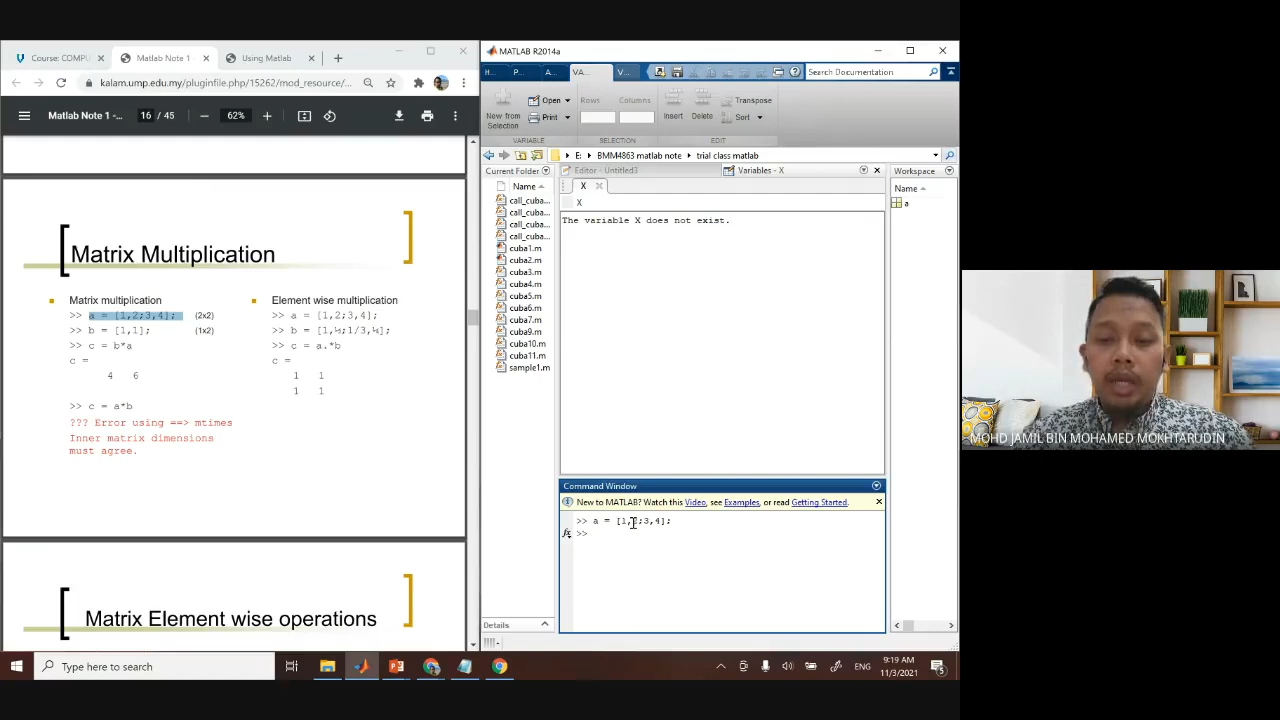 Course: COMPU
Matlab Note 1 -
Using Matlab
kalam.ump.edu.my/pluginfile.php/15262/mod_resource/...
Matlab Note 1 -...
16 / 45
62%
Matrix Multiplication
Matrix multiplication
>> a = [1,2;3,4]; (2x2)
>> b = [1,1]; (1x2)
>> c = b*a
c =
4 6
>> c = a*b
??? Error using ==> mtimes
Inner matrix dimensions
must agree.
Element wise multiplication
>> a = [1,2;3,4];
>> b = [1,½;1/3,¼];
>> c = a.*b
c =
1 1
1 1
Matrix Element wise operations
MATLAB R2014a
H... P... A... VA... V...
Search Documentation
New from
Selection
Open
Print
Rows Columns
Insert Delete
Transpose
Sort
VARIABLE SELECTION EDIT
E: BMM4863 matlab note trial class matlab
Current Folder
Name
call_cuba...
call_cuba...
call_cuba...
call_cuba...
cuba1.m
cuba2.m
cuba3.m
cuba4.m
cuba5.m
cuba6.m
cuba7.m
cuba9.m
cuba10.m
cuba11.m
sample1.m
Details
Editor - Untitled3
Variables - X
X
X
The variable X does not exist.
Workspace
Name
a
Command Window
New to MATLAB? Watch this Video, see Examples, or read Getting Started.
>> a = [1,2;3,4];
fx >>
MOHD JAMIL BIN MOHAMED MOKHTARUDIN
Type here to search
ENG
9:19 AM
11/3/2021
5